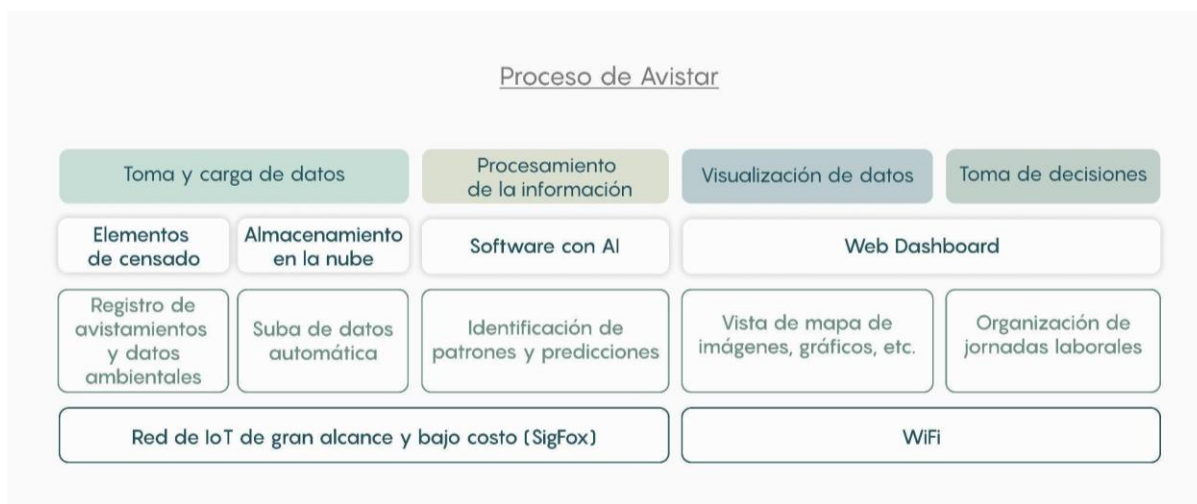 Proceso de Avistar
Toma y carga de datos
Procesamiento
de la información
Visualización de datos
Toma de decisiones
Elementos
de censado
Almacenamiento
en la nube
Software con AI
Web Dashboard
Registro de
avistamientos
y datos
ambientales
Suba de datos
automática
Identificación de
patrones y predicciones
Vista de mapa de
imágenes, gráficos, etc.
Organización de
jornadas laborales
Red de IoT de gran alcance y bajo costo (SigFox)
WiFi